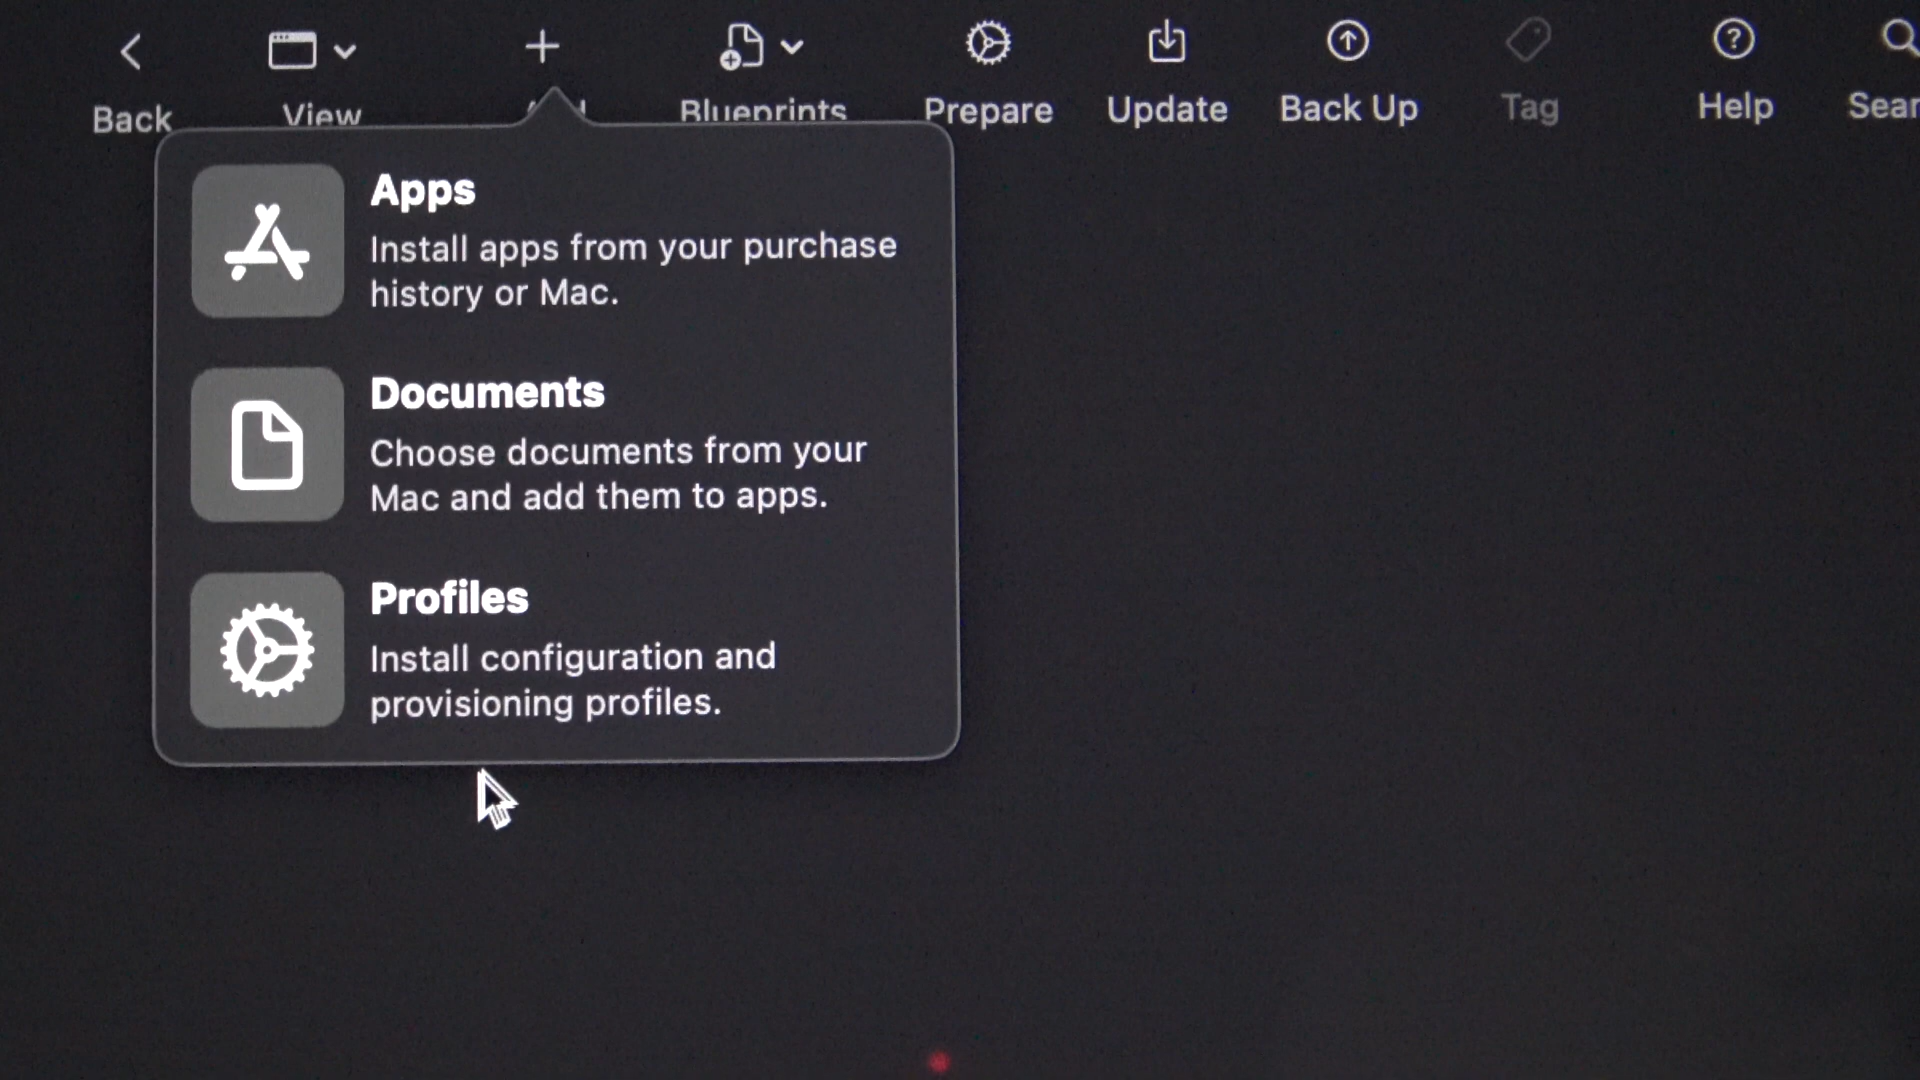 Back
View
Blueprints
Prepare
Update
Back Up
Tag
Help
Apps
Install apps from your purchase
history or Mac.
Documents
Choose documents from your
Mac and add them to apps.
Profiles
Install configuration and
provisioning profiles.